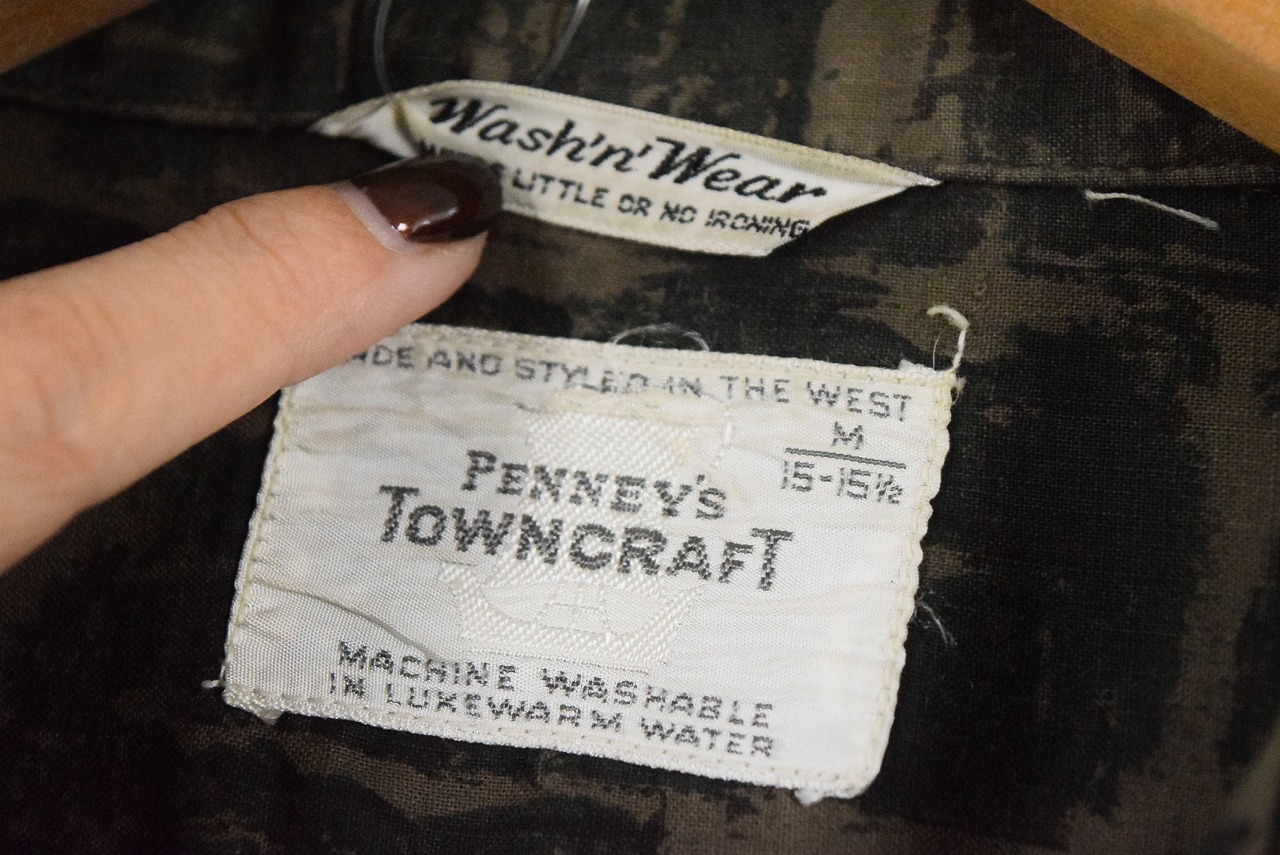 Wash'n'Wear
LITTLE OR NO IRONING
AND STYLED IN THE WEST
M
15-15½
PENNEY'S
TOWNCRAFT
MACHINE WASHABLE
IN LUKEWARM WATER